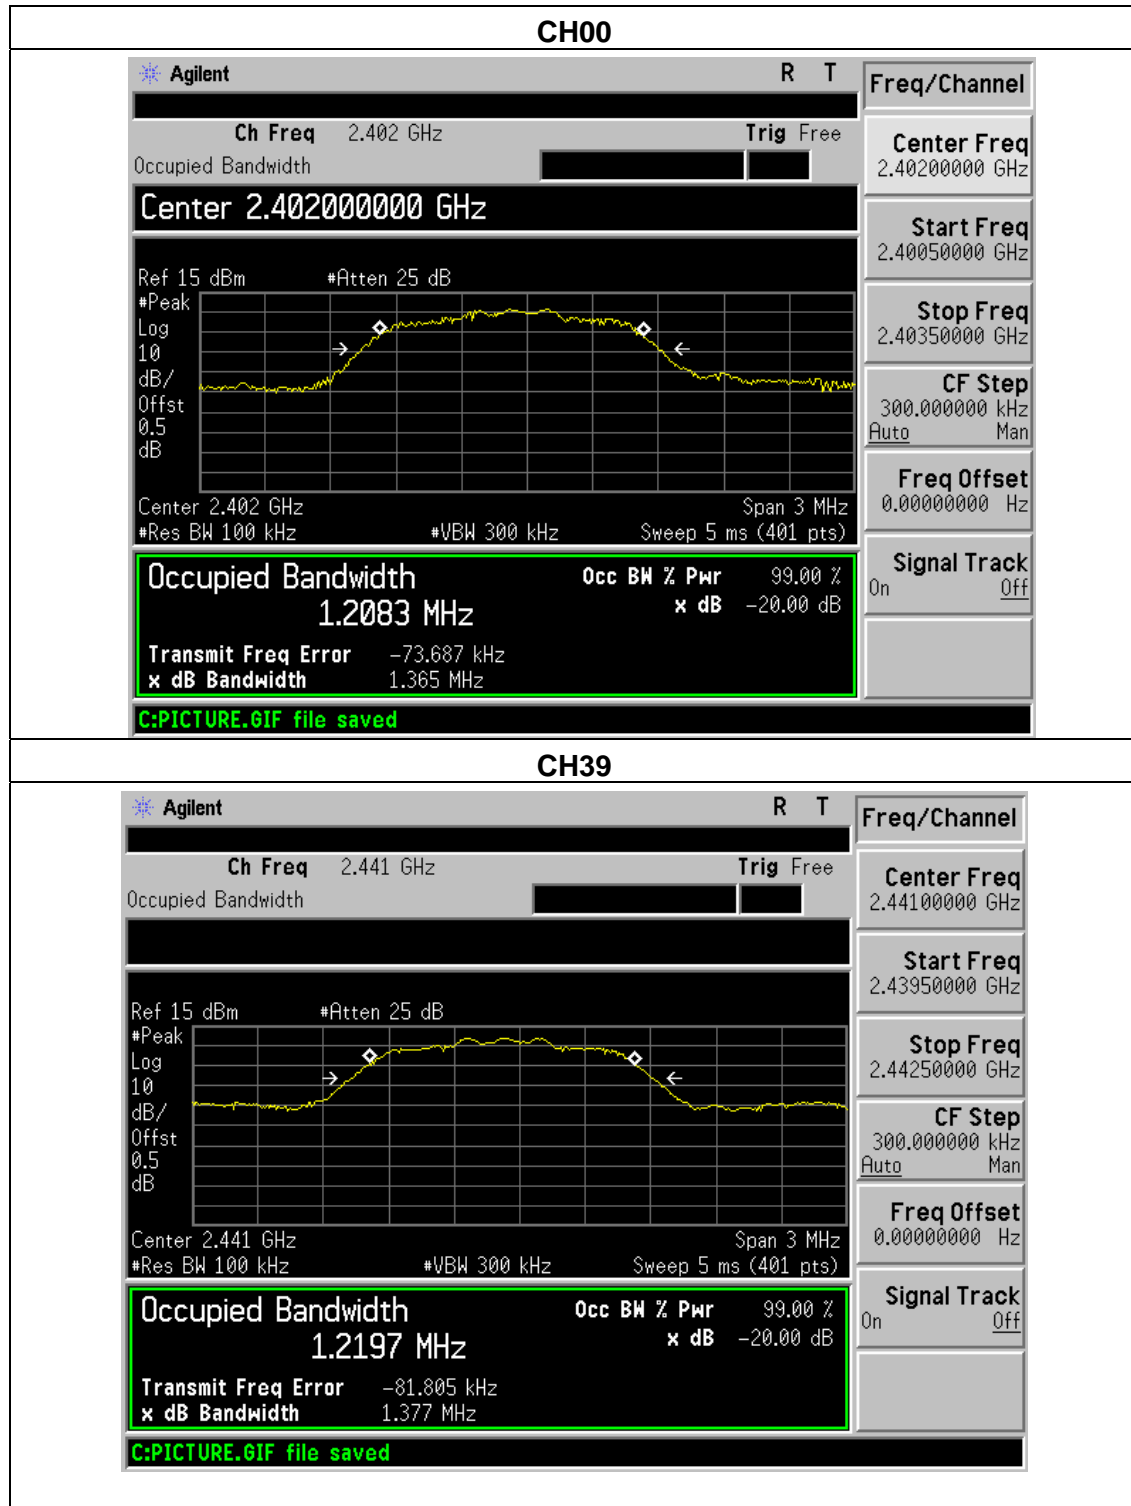 CH00
Agilent R T
Freq/Channel
Ch Freq 2.402 GHz Trig Free
Occupied Bandwidth
Center Freq
2.40200000 GHz
Center 2.402000000 GHz
Start Freq
2.40050000 GHz
Ref 15 dBm #Atten 25 dB
#Peak
Log
10
dB/
Offst
0.5
dB
Stop Freq
2.40350000 GHz
CF Step
300.000000 kHz
Auto Man
Freq Offset
0.00000000 Hz
Center 2.402 GHz Span 3 MHz
#Res BW 100 kHz #VBW 300 kHz Sweep 5 ms (401 pts)
Signal Track
On Off
Occupied Bandwidth Occ BW % Pwr 99.00 %
1.2083 MHz x dB -20.00 dB
Transmit Freq Error -73.687 kHz
x dB Bandwidth 1.365 MHz
C:PICTURE.GIF file saved
CH39
Agilent R T
Freq/Channel
Ch Freq 2.441 GHz Trig Free
Occupied Bandwidth
Center Freq
2.44100000 GHz
Start Freq
2.43950000 GHz
Ref 15 dBm #Atten 25 dB
#Peak
Log
10
dB/
Offst
0.5
dB
Stop Freq
2.44250000 GHz
CF Step
300.000000 kHz
Auto Man
Freq Offset
0.00000000 Hz
Center 2.441 GHz Span 3 MHz
#Res BW 100 kHz #VBW 300 kHz Sweep 5 ms (401 pts)
Signal Track
On Off
Occupied Bandwidth Occ BW % Pwr 99.00 %
1.2197 MHz x dB -20.00 dB
Transmit Freq Error -81.805 kHz
x dB Bandwidth 1.377 MHz
C:PICTURE.GIF file saved